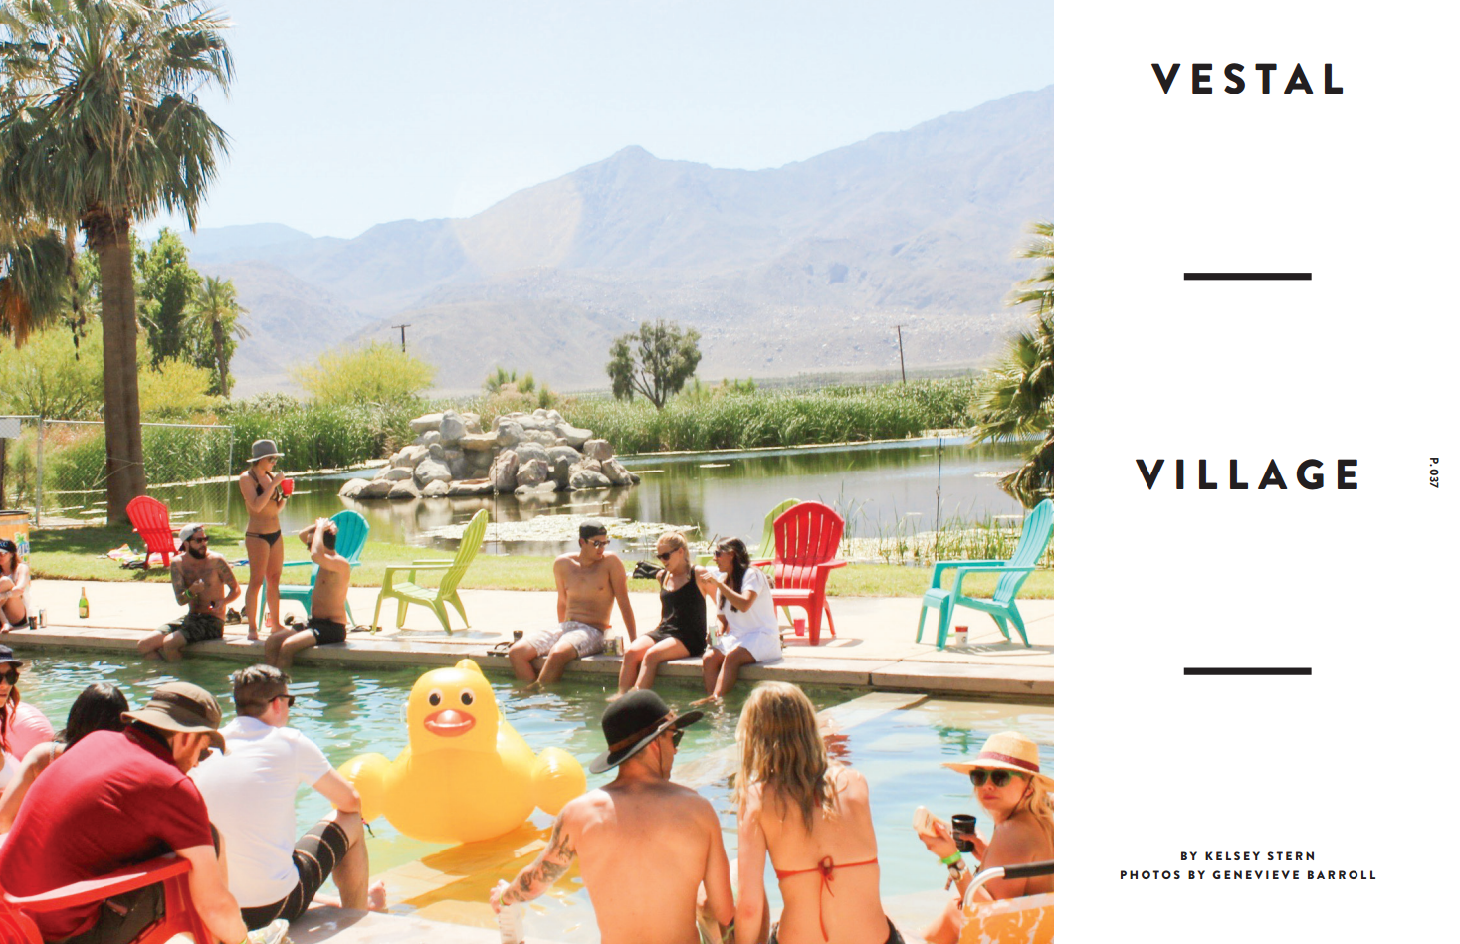 VESTAL
VILLAGE
P.037
BY KELSEY STERN
PHOTOS BY GENEVIEVE BARROLL